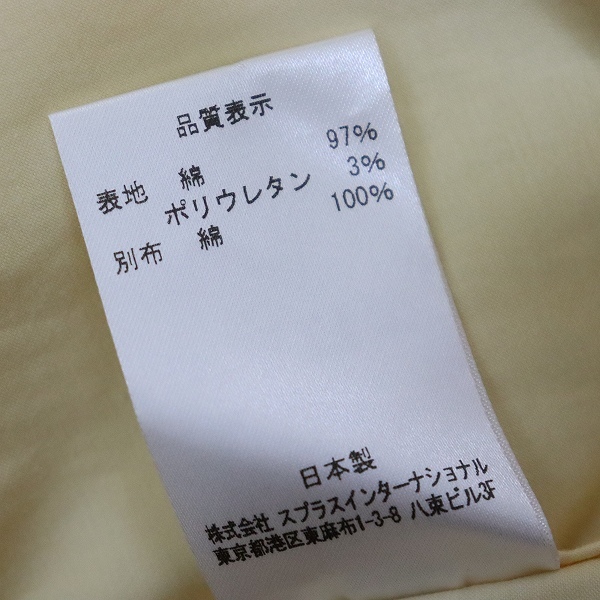 品質表示
表地 綿 97%
ポリウレタン 3%
別布 綿 100%
日本製
株式会社 スプラスインターナショナル
東京都港区東麻布1-3-8 八束ビル3F